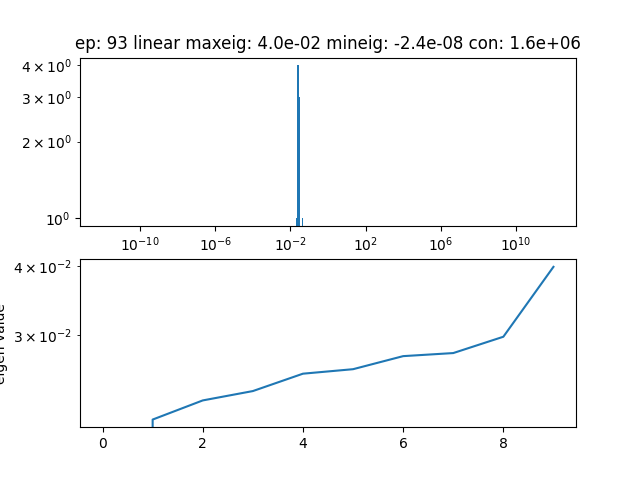 ep: 93 linear maxeig: 4.0e-02 mineig: -2.4e-08 con: 1.6e+06
4 × 10⁰
3 × 10⁰
2 × 10⁰
10⁰
10⁻¹⁰ 10⁻⁶ 10⁻² 10² 10⁶ 10¹⁰
4 × 10⁻²
3 × 10⁻²
eigen value
0 2 4 6 8